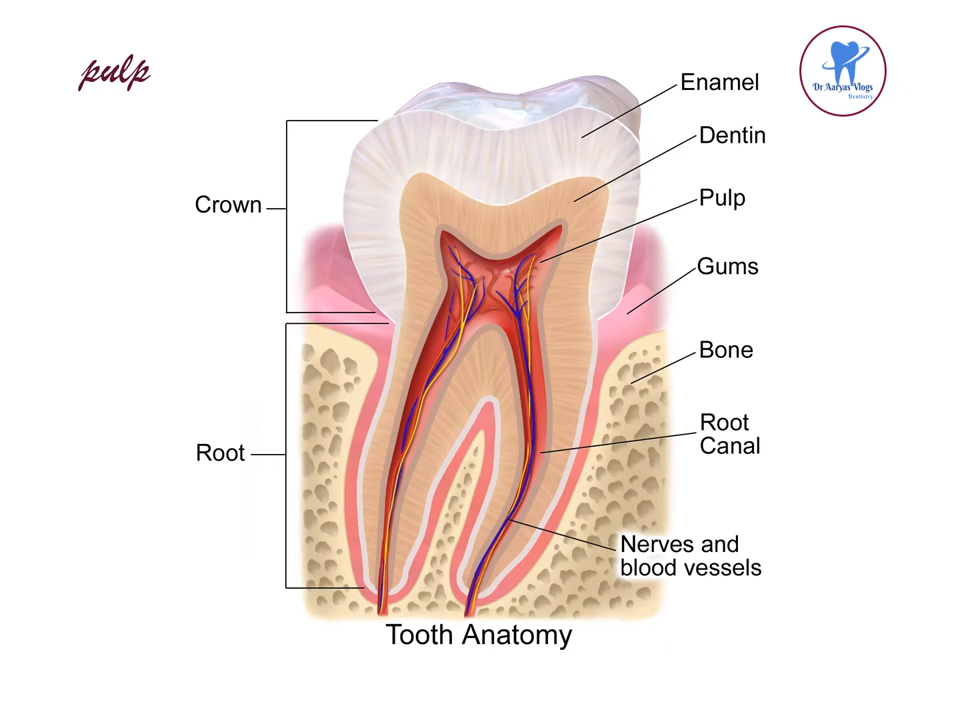 pulp
Dr Aaryas Vlogs
Dentistry
Enamel
Dentin
Crown
Pulp
Gums
Bone
Root
Canal
Root
Nerves and
blood vessels
Tooth Anatomy